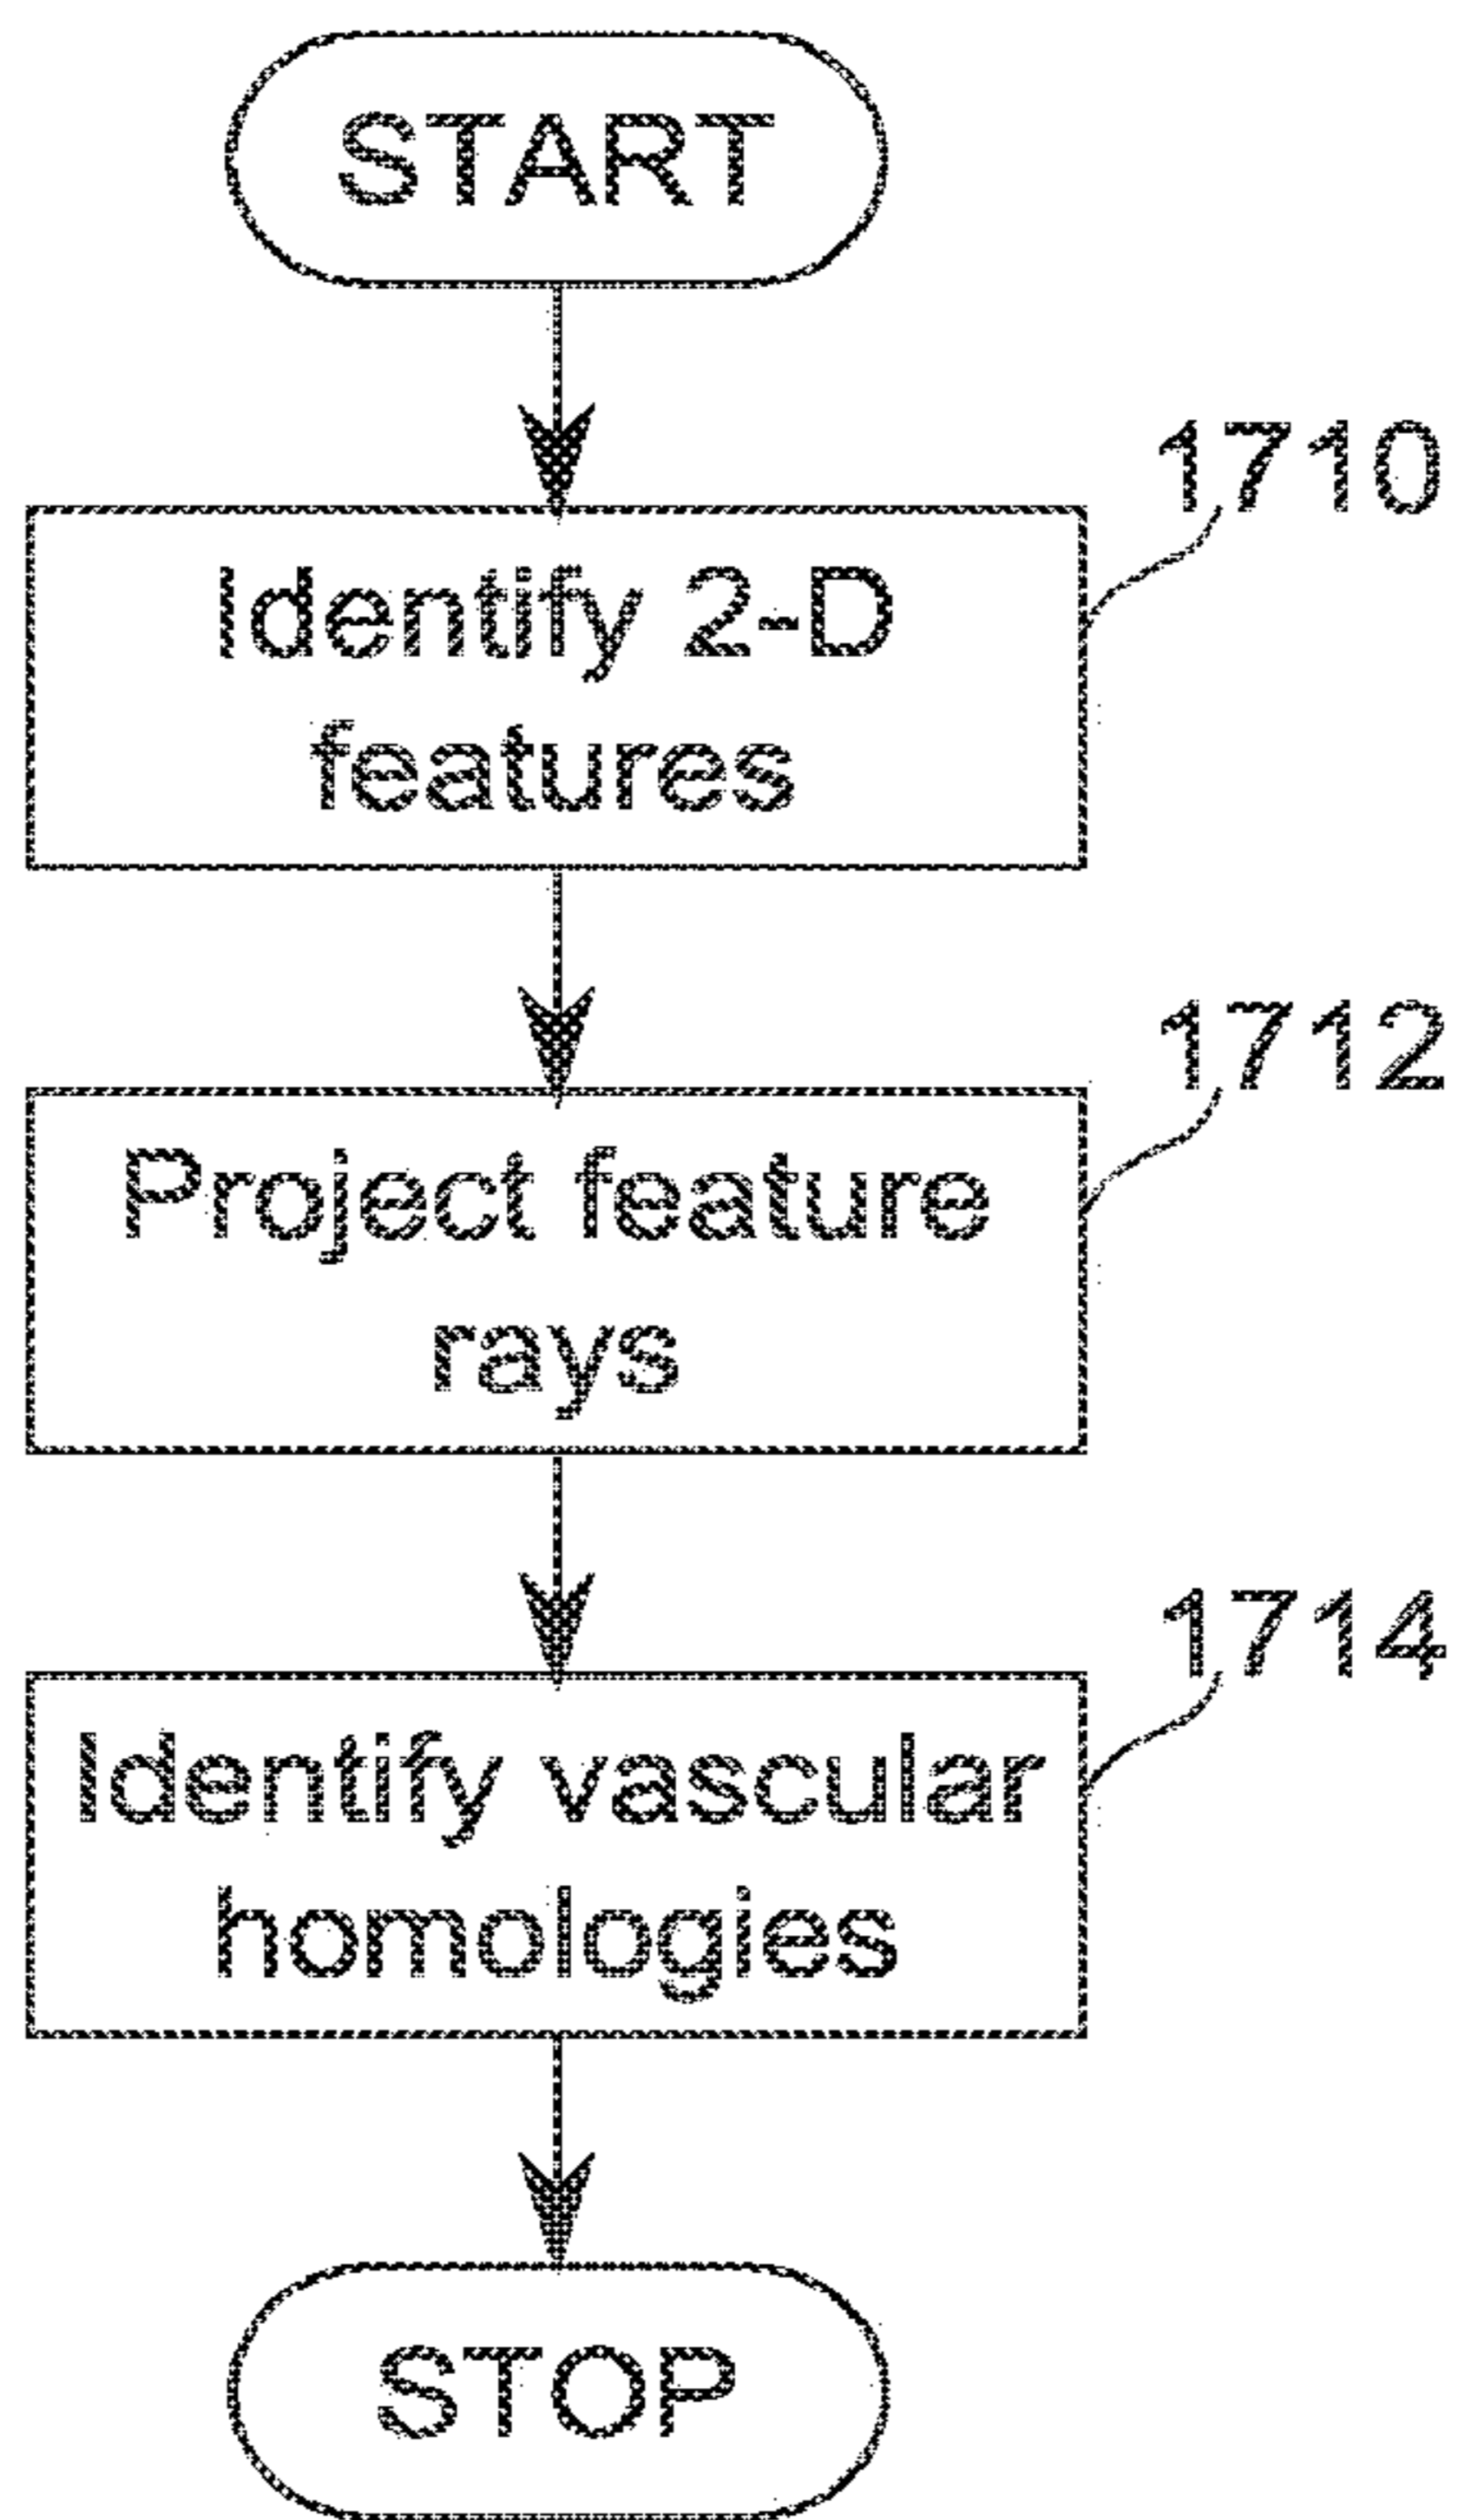 START
1710
Identify 2-D
features
1712
Project feature
rays
1714
Identify vascular
homologies
STOP